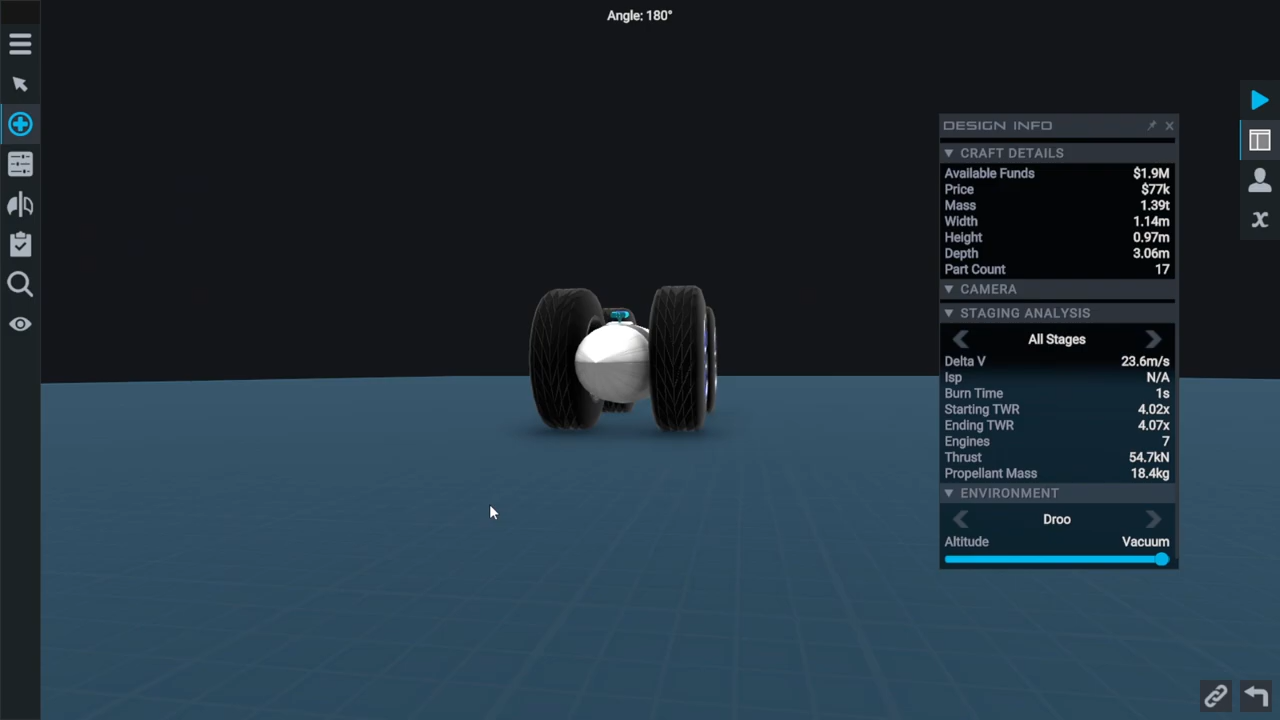 Angle: 180°
DESIGN INFO
CRAFT DETAILS
Available Funds $1.9M
Price $77k
Mass 1.39t
Width 1.14m
Height 0.97m
Depth 3.06m
Part Count 17
CAMERA
STAGING ANALYSIS
All Stages
Delta V 23.6m/s
Isp N/A
Burn Time 1s
Starting TWR 4.02x
Ending TWR 4.07x
Engines 7
Thrust 54.7kN
Propellant Mass 18.4kg
ENVIRONMENT
Droo
Altitude Vacuum